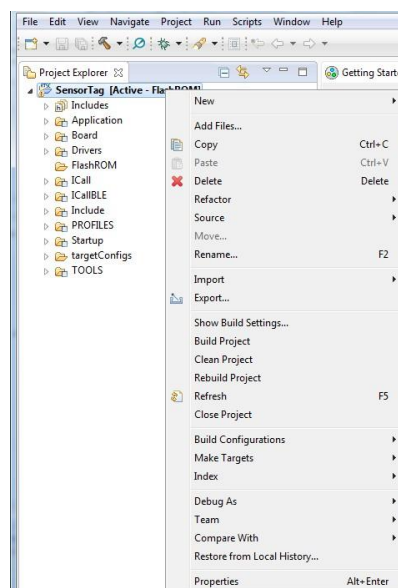 File Edit View Navigate Project Run Scripts Window Help
Project Explorer
Getting Start
SensorTag [Active - FlashROM]
Includes
Application
Board
Drivers
FlashROM
ICall
ICallBLE
Include
PROFILES
Startup
targetConfigs
TOOLS
New
Add Files...
Copy Ctrl+C
Paste Ctrl+V
Delete Delete
Refactor
Source
Move...
Rename... F2
Import
Export...
Show Build Settings...
Build Project
Clean Project
Rebuild Project
Refresh F5
Close Project
Build Configurations
Make Targets
Index
Debug As
Team
Compare With
Restore from Local History...
Properties Alt+Enter